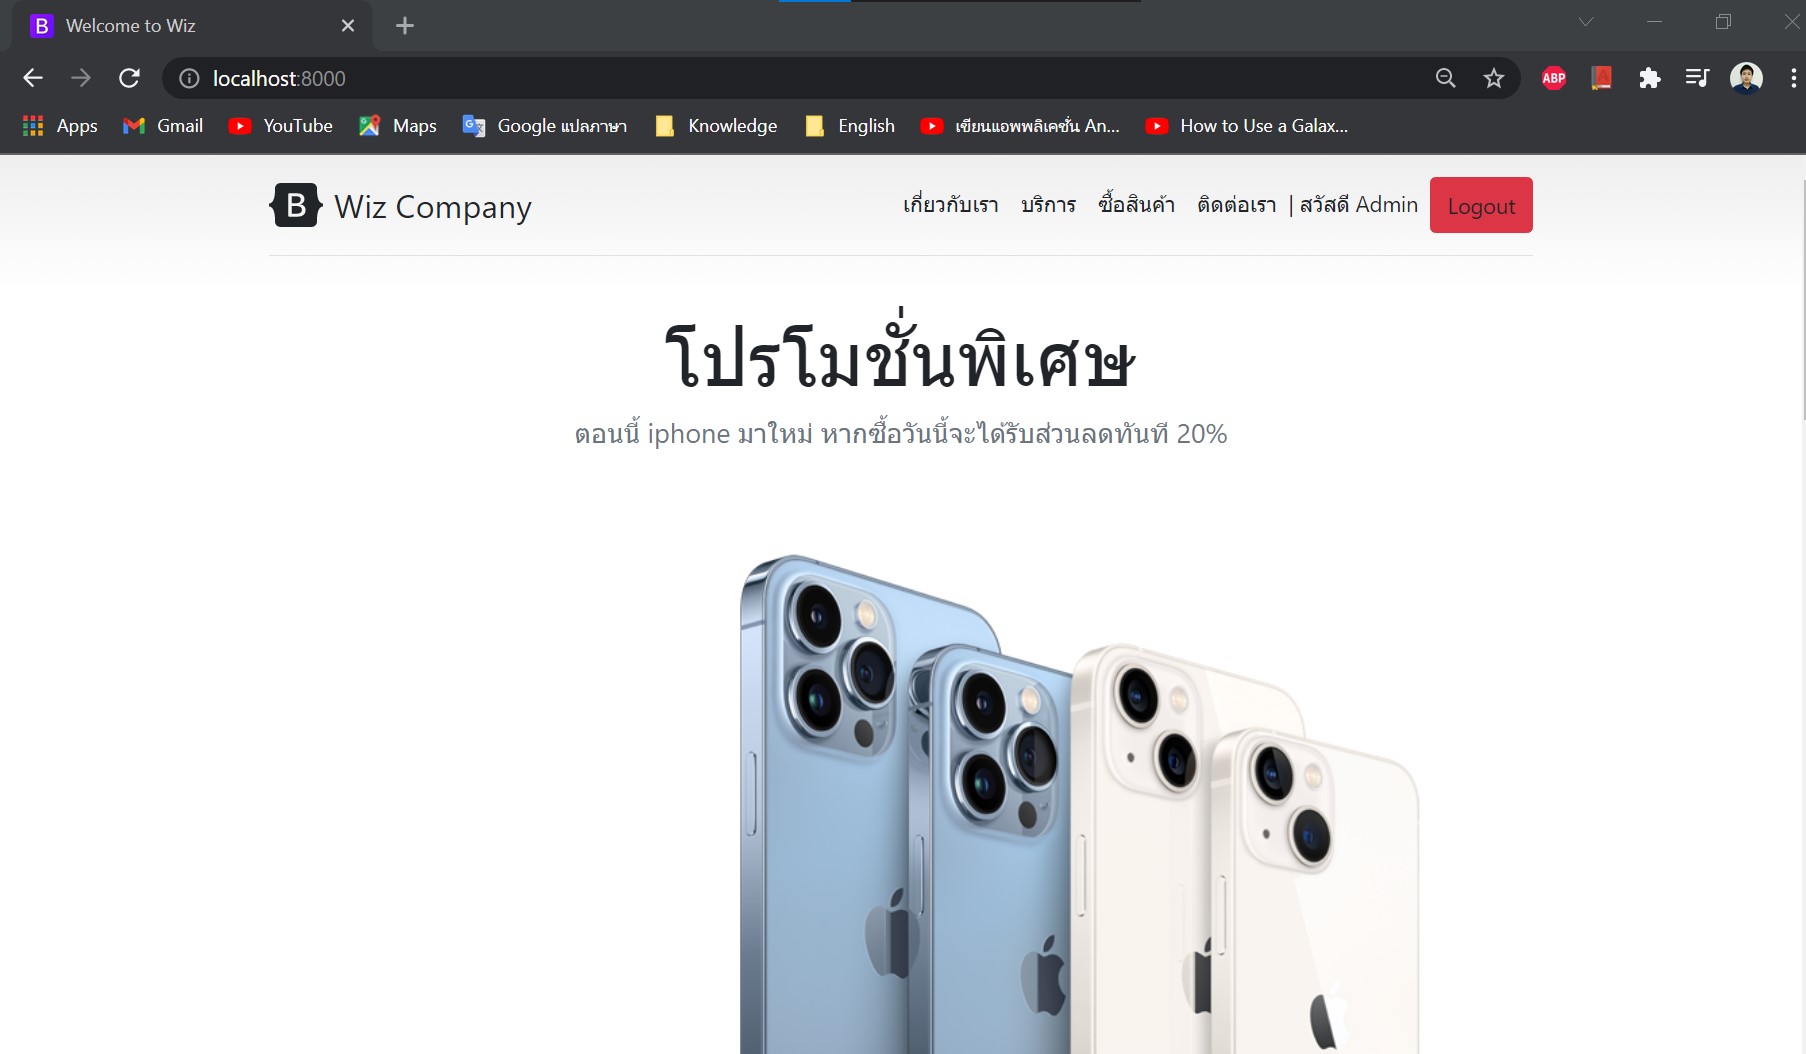 Welcome to Wiz
localhost:8000
ABP
Apps Gmail YouTube Maps Google แปลภาษา Knowledge English เขียนแอพพลิเคชั่น An... How to Use a Galax...
B Wiz Company เกี่ยวกับเรา บริการ ซื้อสินค้า ติดต่อเรา | สวัสดี Admin Logout
โปรโมชั่นพิเศษ
ตอนนี้ iphone มาใหม่ หากซื้อวันนี้จะได้รับส่วนลดทันที 20%